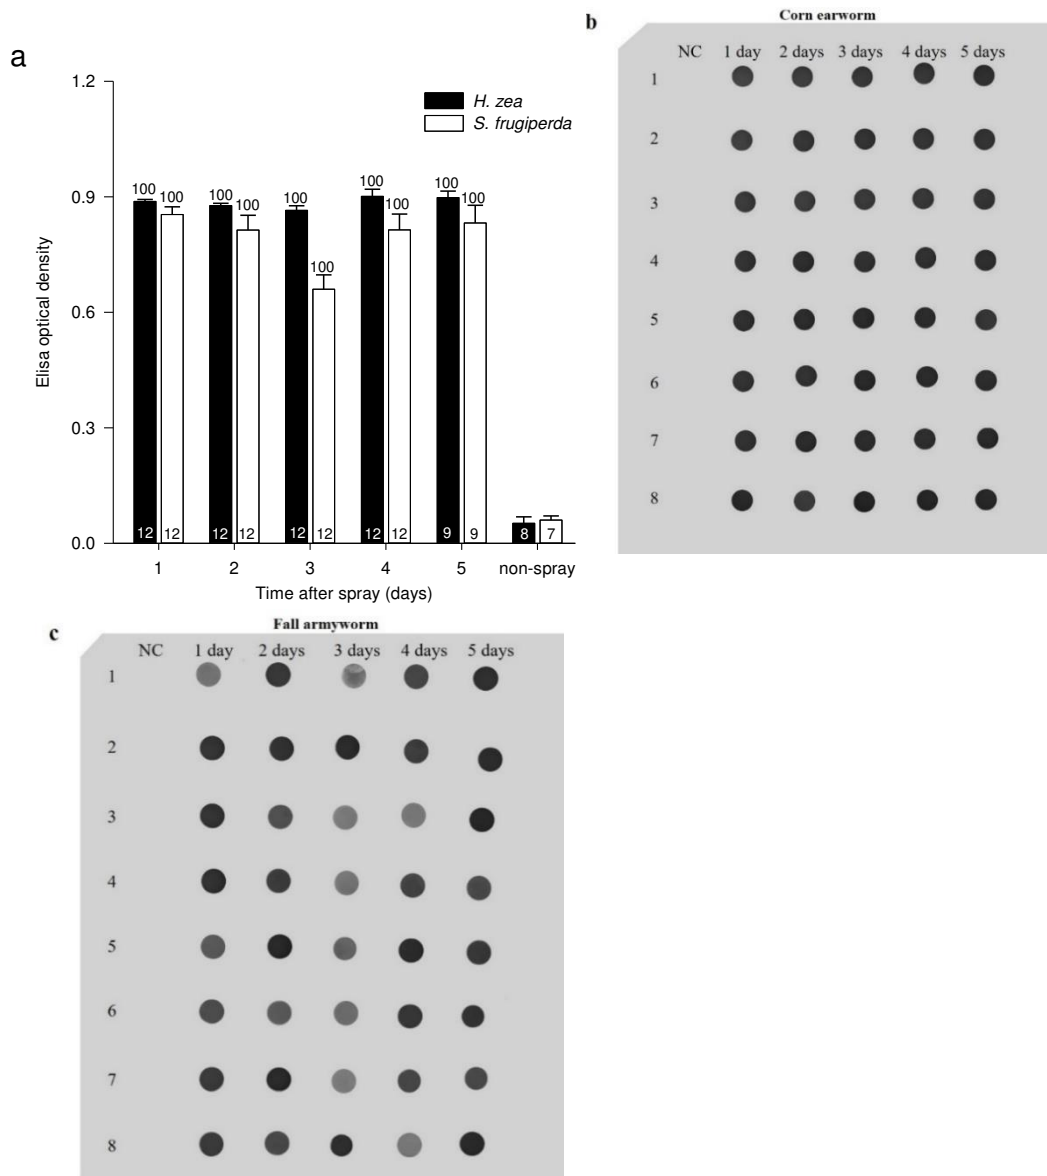 a
1.2
0.9
0.6
0.3
0.0
Elisa optical density
H. zea
S. frugiperda
100 100 100 100 100 100 100 100 100 100
12 12 12 12 12 12 12 12 9 9 8 7
1 2 3 4 5 non-spray
Time after spray (days)
b
Corn earworm
NC 1 day 2 days 3 days 4 days 5 days
1
2
3
4
5
6
7
8
c
Fall armyworm
NC 1 day 2 days 3 days 4 days 5 days
1
2
3
4
5
6
7
8